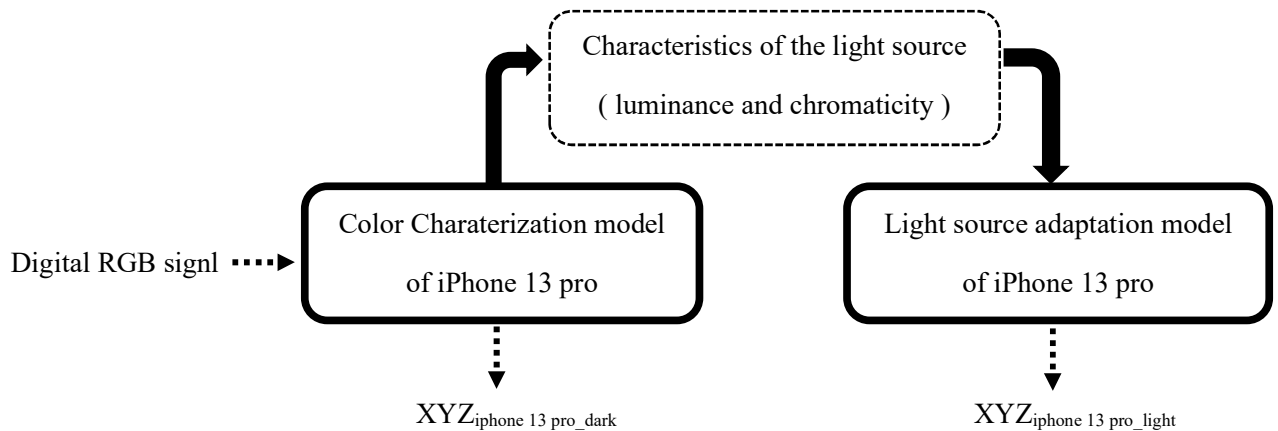 Characteristics of the light source
( luminance and chromaticity )
Color Charaterization model
of iPhone 13 pro
Light source adaptation model
of iPhone 13 pro
Digital RGB signl
XYZiphone 13 pro_dark
XYZiphone 13 pro_light